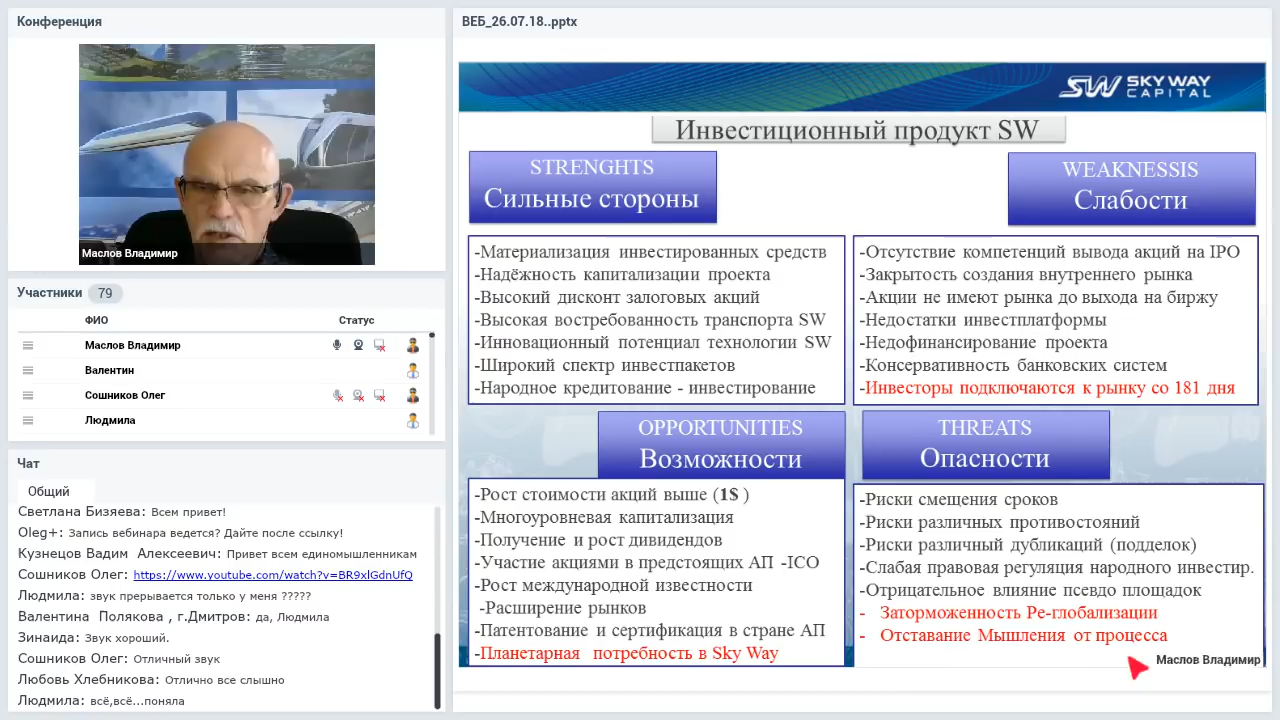 Конференция
Маслов Владимир
Участники 79
ФИО Статус
Маслов Владимир
Валентин
Сошников Олег
Людмила
Чат
Общий
Светлана Бизяева: Всем привет!
Oleg+: Запись вебинара ведется? Дайте после ссылку!
Кузнецов Вадим Алексеевич: Привет всем единомышленникам
Сошников Олег: https://www.youtube.com/watch?v=BR9xlGdnUfQ
Людмила: звук прерывается только у меня ?????
Валентина Полякова , г.Дмитров: да, Людмила
Зинаида: Звук хороший.
Сошников Олег: Отличный звук
Любовь Хлебникова: Отлично все слышно
Людмила: всё,всё...поняла
ВЕБ_26.07.18..pptx
SW SKY WAY
CAPITAL
Инвестиционный продукт SW
STRENGHTS
Сильные стороны
-Материализация инвестированных средств
-Надёжность капитализации проекта
-Высокий дисконт залоговых акций
-Высокая востребованность транспорта SW
-Инновационный потенциал технологии SW
-Широкий спектр инвестпакетов
-Народное кредитование - инвестирование
WEAKNESSIS
Слабости
-Отсутствие компетенций вывода акций на IPO
-Закрытость создания внутреннего рынка
-Акции не имеют рынка до выхода на биржу
-Недостатки инвестплатформы
-Недофинансирование проекта
-Консервативность банковских систем
-Инвесторы подключаются к рынку со 181 дня
OPPORTUNITIES
Возможности
-Рост стоимости акций выше (1$ )
-Многоуровневая капитализация
-Получение и рост дивидендов
-Участие акциями в предстоящих АП -ICO
-Рост международной известности
-Расширение рынков
-Патентование и сертификация в стране АП
-Планетарная потребность в Sky Way
THREATS
Опасности
-Риски смещения сроков
-Риски различных противостояний
-Риски различный дубликаций (подделок)
-Слабая правовая регуляция народного инвестир.
-Отрицательное влияние псевдо площадок
- Заторможенность Ре-глобализации
- Отставание Мышления от процесса
Маслов Владимир